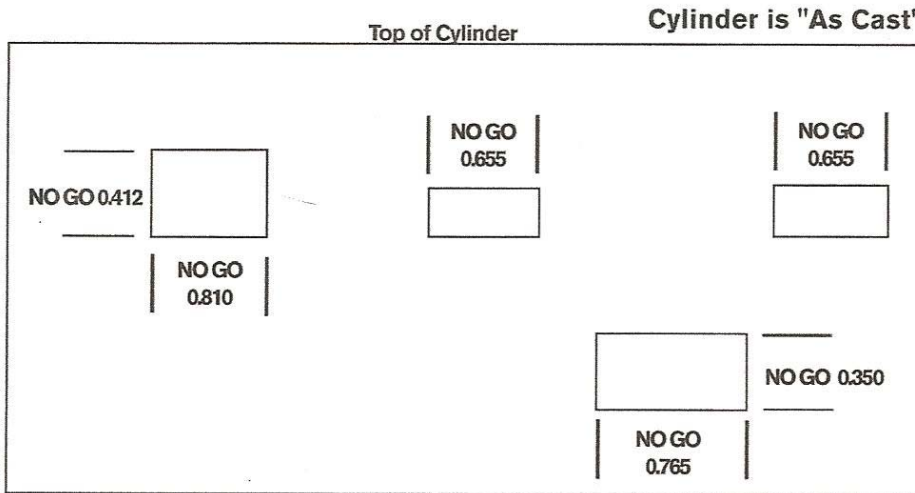 Cylinder is "As Cast"
Top of Cylinder
NO GO
0.655
NO GO
0.655
NO GO 0.412
NO GO
0.810
NO GO 0.350
NO GO
0.765